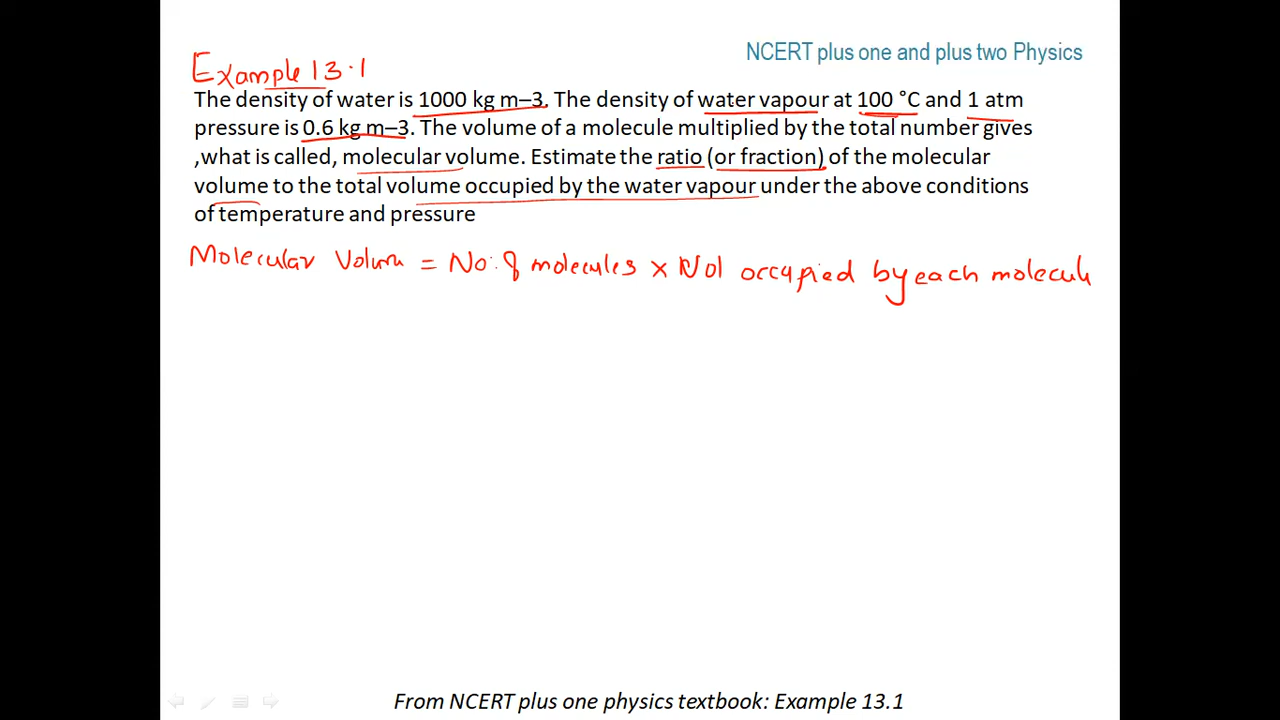 NCERT plus one and plus two Physics
Example 13.1
The density of water is 1000 kg m–3. The density of water vapour at 100 °C and 1 atm
pressure is 0.6 kg m–3. The volume of a molecule multiplied by the total number gives
,what is called, molecular volume. Estimate the ratio (or fraction) of the molecular
volume to the total volume occupied by the water vapour under the above conditions
of temperature and pressure
Molecular Volume = No: of molecules × Vol occupied by each molecule
From NCERT plus one physics textbook: Example 13.1